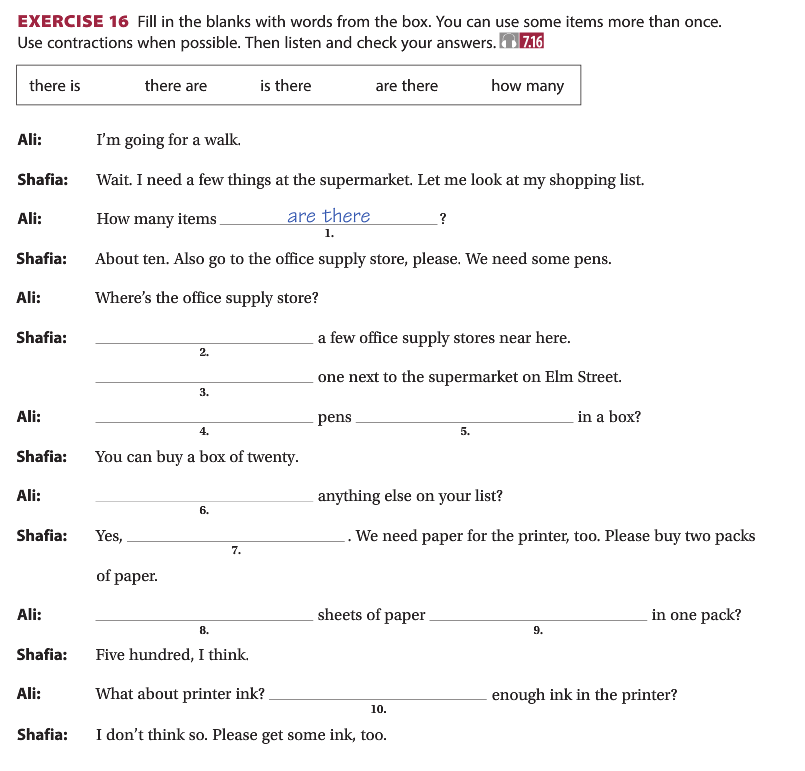 EXERCISE 16 Fill in the blanks with words from the box. You can use some items more than once.
Use contractions when possible. Then listen and check your answers. 7.16
there is there are is there are there how many
Ali: I'm going for a walk.
Shafia: Wait. I need a few things at the supermarket. Let me look at my shopping list.
Ali: How many items are there ?
1.
Shafia: About ten. Also go to the office supply store, please. We need some pens.
Ali: Where's the office supply store?
Shafia: a few office supply stores near here.
2.
one next to the supermarket on Elm Street.
3.
Ali: pens in a box?
4. 5.
Shafia: You can buy a box of twenty.
Ali: anything else on your list?
6.
Shafia: Yes, . We need paper for the printer, too. Please buy two packs
7.
of paper.
Ali: sheets of paper in one pack?
8. 9.
Shafia: Five hundred, I think.
Ali: What about printer ink? enough ink in the printer?
10.
Shafia: I don't think so. Please get some ink, too.